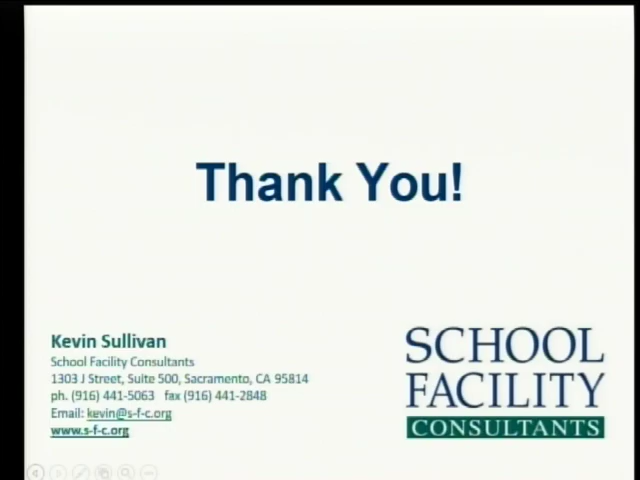 Thank You!
Kevin Sullivan
School Facility Consultants
1303 J Street, Suite 500, Sacramento, CA 95814
ph. (916) 441-5063 fax (916) 441-2848
Email: kevin@s-f-c.org
www.s-f-c.org
SCHOOL
FACILITY
CONSULTANTS